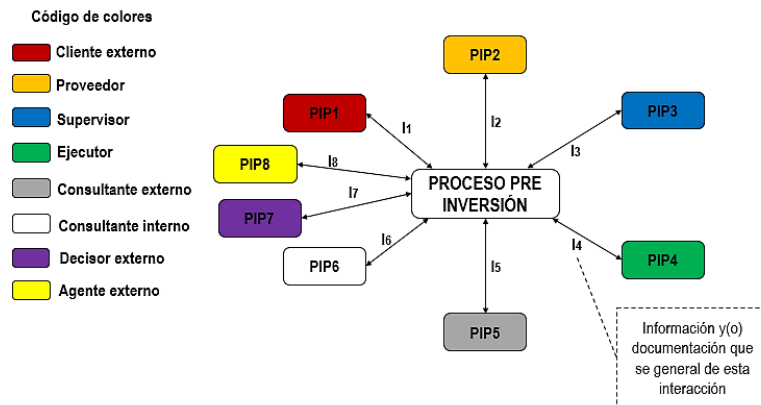 Código de colores
Cliente externo
Proveedor
Supervisor
Ejecutor
Consultante externo
Consultante interno
Decisor externo
Agente externo
PIP2
PIP1
PIP3
I1
I2
I3
PIP8
I8
PROCESO PRE
INVERSIÓN
PIP7
I7
I6
I4
PIP6
I5
PIP4
PIP5
Información y(o)
documentación que
se general de esta
interacción